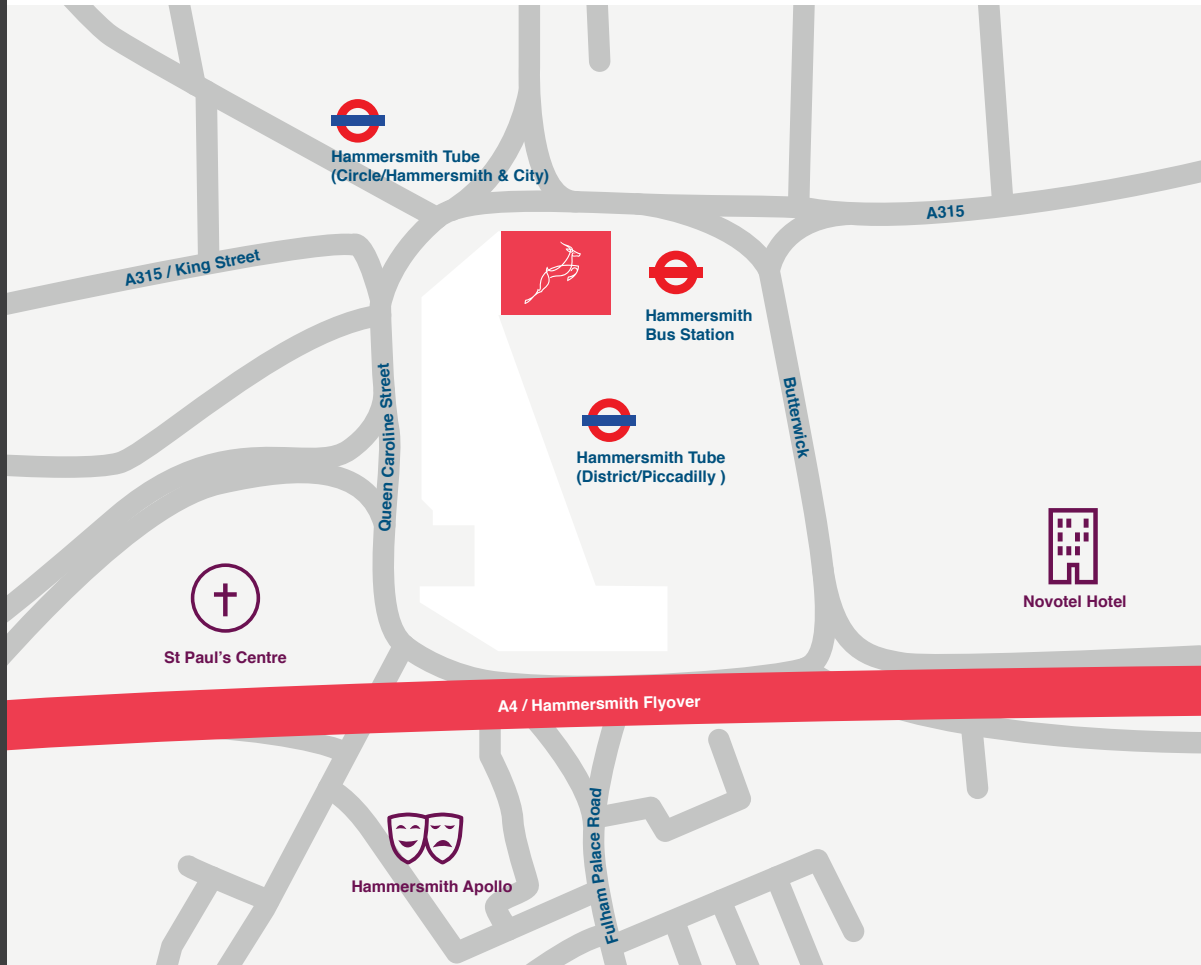 Hammersmith Tube
(Circle/Hammersmith & City)
A315
A315 / King Street
Hammersmith
Bus Station
Queen Caroline Street
Butterwick
Hammersmith Tube
(District/Piccadilly )
Novotel Hotel
St Paul's Centre
A4 / Hammersmith Flyover
Fulham Palace Road
Hammersmith Apollo